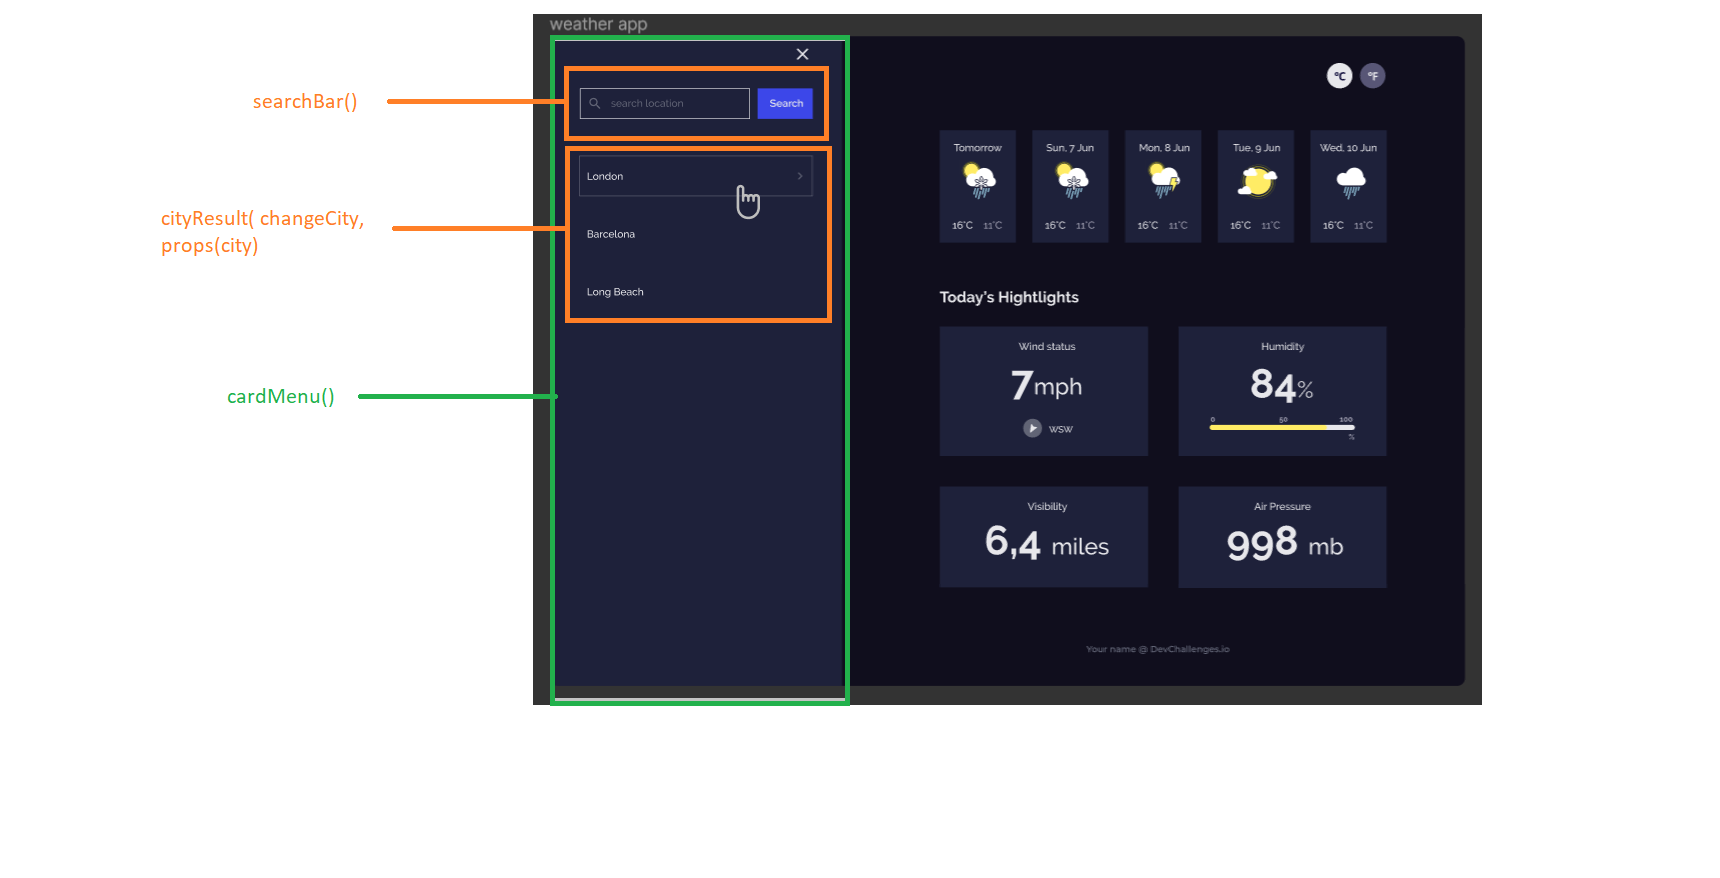 weather app
searchBar()
search location
Search
cityResult( changeCity,
props(city)
London
Barcelona
Long Beach
cardMenu()
°C
°F
Tomorrow
16°C 11°C
Sun, 7 Jun
16°C 11°C
Mon, 8 Jun
16°C 11°C
Tue, 9 Jun
16°C 11°C
Wed, 10 Jun
16°C 11°C
Today's Hightlights
Wind status
7mph
WSW
Humidity
84%
0 50 100
%
Visibility
6,4 miles
Air Pressure
998 mb
Your name @ DevChallenges.io